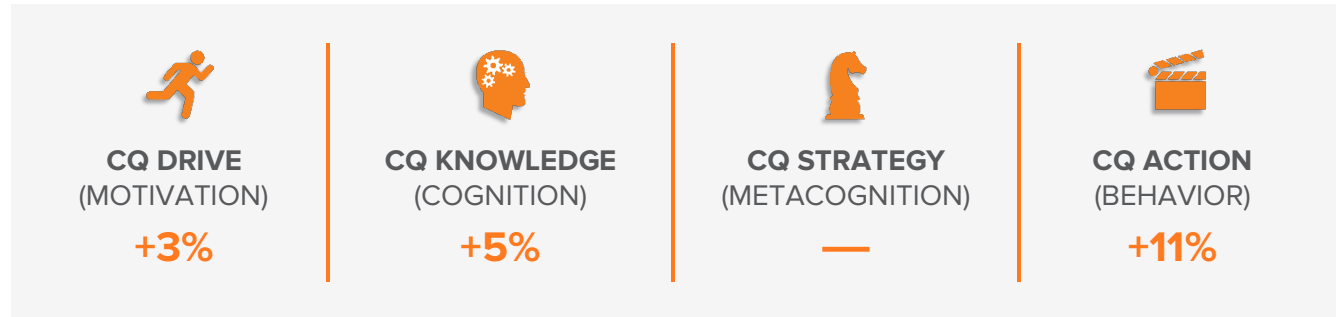 CQ DRIVE
(MOTIVATION)
+3%
CQ KNOWLEDGE
(COGNITION)
+5%
CQ STRATEGY
(METACOGNITION)
—
CQ ACTION
(BEHAVIOR)
+11%